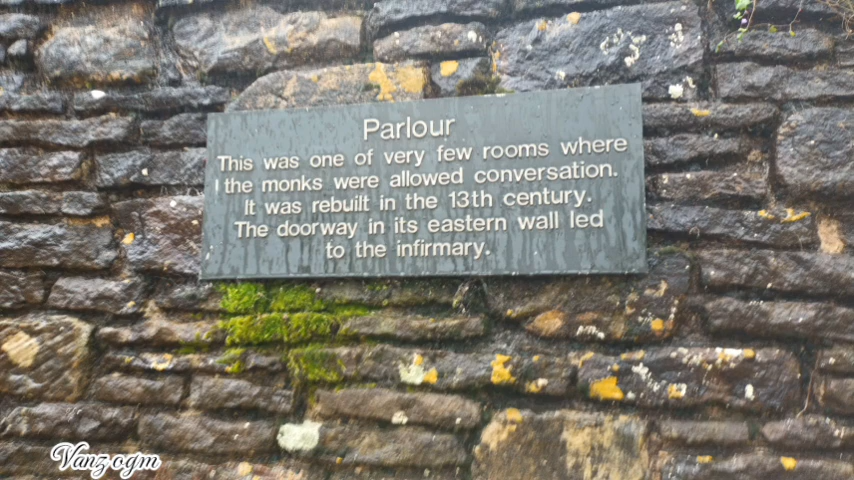 Parlour
This was one of very few rooms where
the monks were allowed conversation.
It was rebuilt in the 13th century.
The doorway in its eastern wall led
to the infirmary.
Vanz ogm